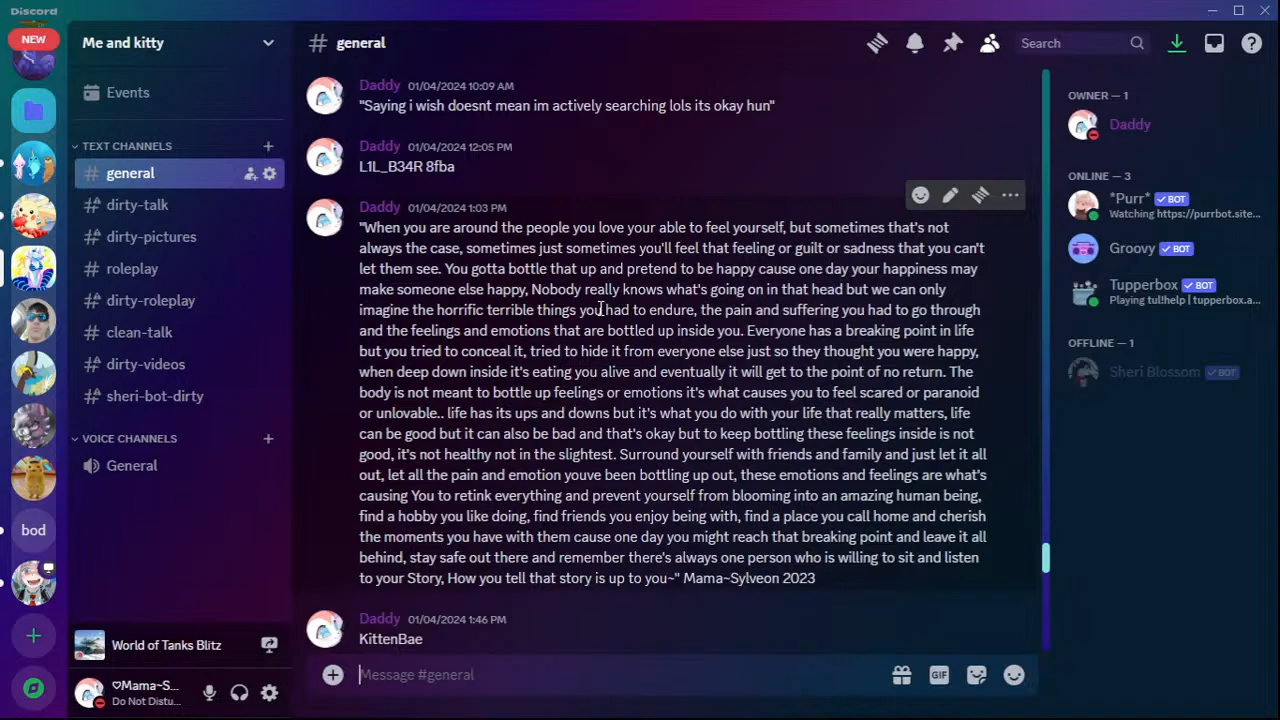 Discord
NEW
Me and kitty
# general
Search
Events
TEXT CHANNELS
# general
# dirty-talk
# dirty-pictures
# roleplay
# dirty-roleplay
# clean-talk
# dirty-videos
# sheri-bot-dirty
VOICE CHANNELS
General
bod
World of Tanks Blitz
♡Mama~S...
Do Not Distu...
Daddy 01/04/2024 10:09 AM
"Saying i wish doesnt mean im actively searching lols its okay hun"
Daddy 01/04/2024 12:05 PM
L1L_B34R 8fba
Daddy 01/04/2024 1:03 PM
"When you are around the people you love your able to feel yourself, but sometimes that's not
always the case, sometimes just sometimes you'll feel that feeling or guilt or sadness that you can't
let them see. You gotta bottle that up and pretend to be happy cause one day your happiness may
make someone else happy, Nobody really knows what's going on in that head but we can only
imagine the horrific terrible things you had to endure, the pain and suffering you had to go through
and the feelings and emotions that are bottled up inside you. Everyone has a breaking point in life
but you tried to conceal it, tried to hide it from everyone else just so they thought you were happy,
when deep down inside it's eating you alive and eventually it will get to the point of no return. The
body is not meant to bottle up feelings or emotions it's what causes you to feel scared or paranoid
or unlovable.. life has its ups and downs but it's what you do with your life that really matters, life
can be good but it can also be bad and that's okay but to keep bottling these feelings inside is not
good, it's not healthy not in the slightest. Surround yourself with friends and family and just let it all
out, let all the pain and emotion youve been bottling up out, these emotions and feelings are what's
causing You to retink everything and prevent yourself from blooming into an amazing human being,
find a hobby you like doing, find friends you enjoy being with, find a place you call home and cherish
the moments you have with them cause one day you might reach that breaking point and leave it all
behind, stay safe out there and remember there's always one person who is willing to sit and listen
to your Story, How you tell that story is up to you~" Mama~Sylveon 2023
Daddy 01/04/2024 1:46 PM
KittenBae
Message #general
GIF
OWNER — 1
Daddy
ONLINE — 3
*Purr* ✓ BOT
Watching https://purrbot.site...
Groovy ✓ BOT
Tupperbox ✓ BOT
Playing tul!help | tupperbox.a...
OFFLINE — 1
Sheri Blossom ✓ BOT